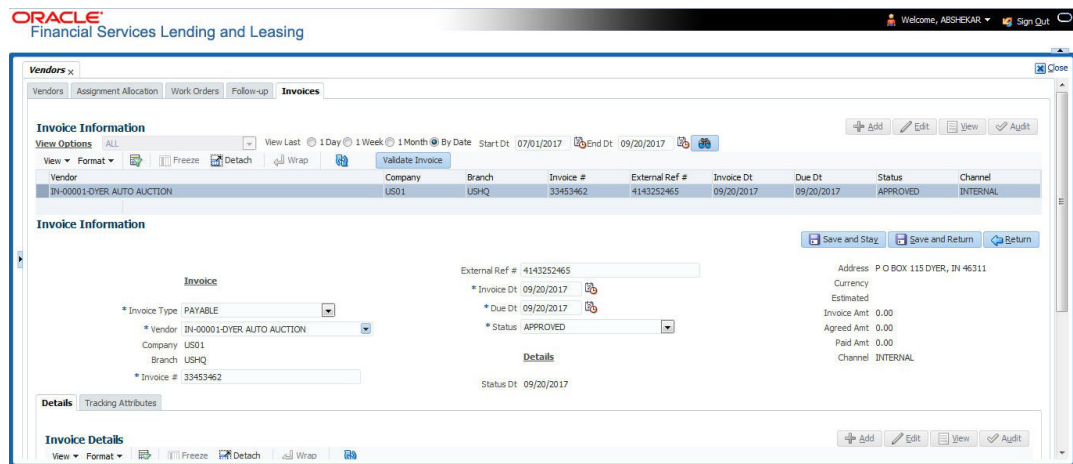 ORACLE®
Financial Services Lending and Leasing
Welcome, ABSHEKAR
Sign Out
Vendors x
Close
Vendors Assignment Allocation Work Orders Follow-up Invoices
Invoice Information
Add Edit View Audit
View Options ALL View Last 1 Day 1 Week 1 Month By Date Start Dt 07/01/2017 End Dt 09/20/2017
View Format Freeze Detach Wrap Validate Invoice
Vendor Company Branch Invoice # External Ref # Invoice Dt Due Dt Status Channel
IN-00001-DYER AUTO AUCTION US01 USHQ 33453462 4143252465 09/20/2017 09/20/2017 APPROVED INTERNAL
Invoice Information
Save and Stay Save and Return Return
Invoice
* Invoice Type PAYABLE
* Vendor IN-00001-DYER AUTO AUCTION
Company US01
Branch USHQ
* Invoice # 33453462
External Ref # 4143252465
* Invoice Dt 09/20/2017
* Due Dt 09/20/2017
* Status APPROVED
Details
Status Dt 09/20/2017
Address P O BOX 115 DYER, IN 46311
Currency
Estimated
Invoice Amt 0.00
Agreed Amt 0.00
Paid Amt 0.00
Channel INTERNAL
Details Tracking Attributes
Invoice Details
Add Edit View Audit
View Format Freeze Detach Wrap